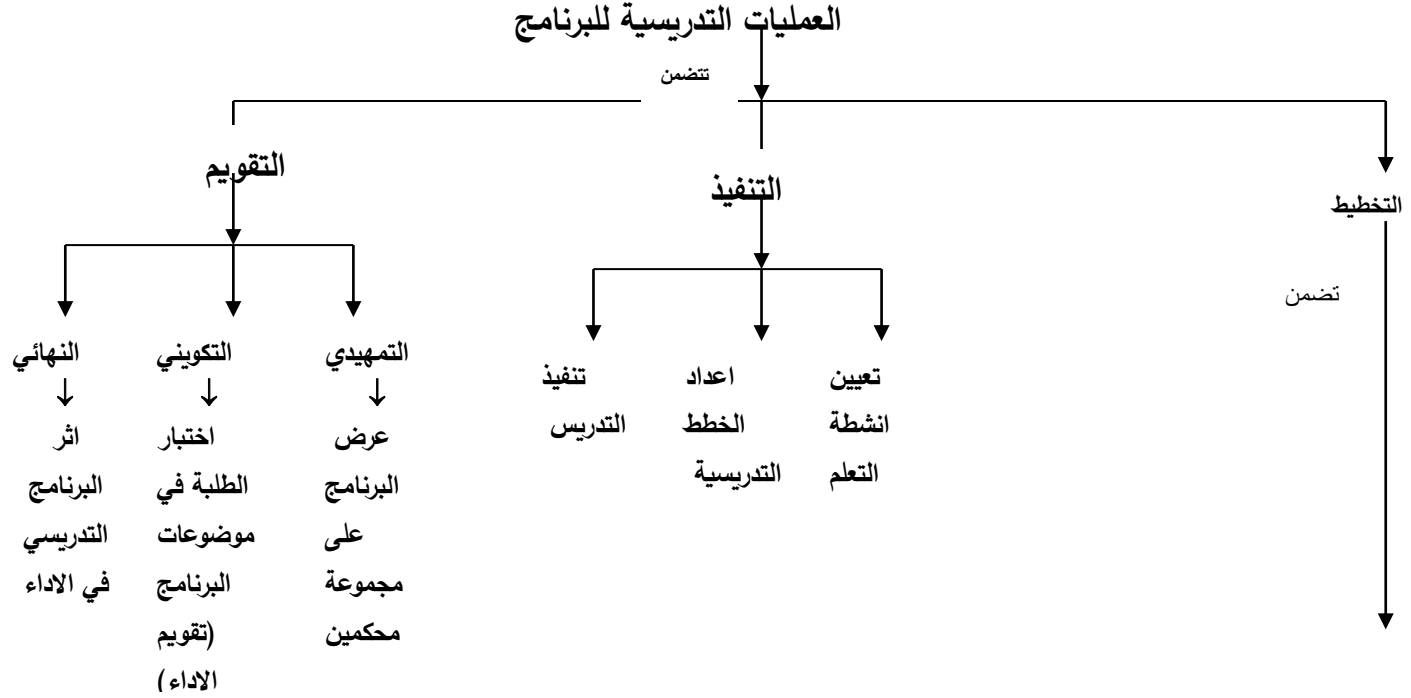 العمليات التدريسية للبرنامج
تتضمن
التخطيط
تضمن
التنفيذ
تعيين
انشطة
التعلم
اعداد
الخطط
التدريسية
تنفيذ
التدريس
التقويم
التمهيدي
↓
عرض
البرنامج
على
مجموعة
محكمين
التكويني
↓
اختبار
الطلبة في
موضوعات
البرنامج
(تقويم
الاداء)
النهائي
↓
اثر
البرنامج
التدريسي
في الاداء